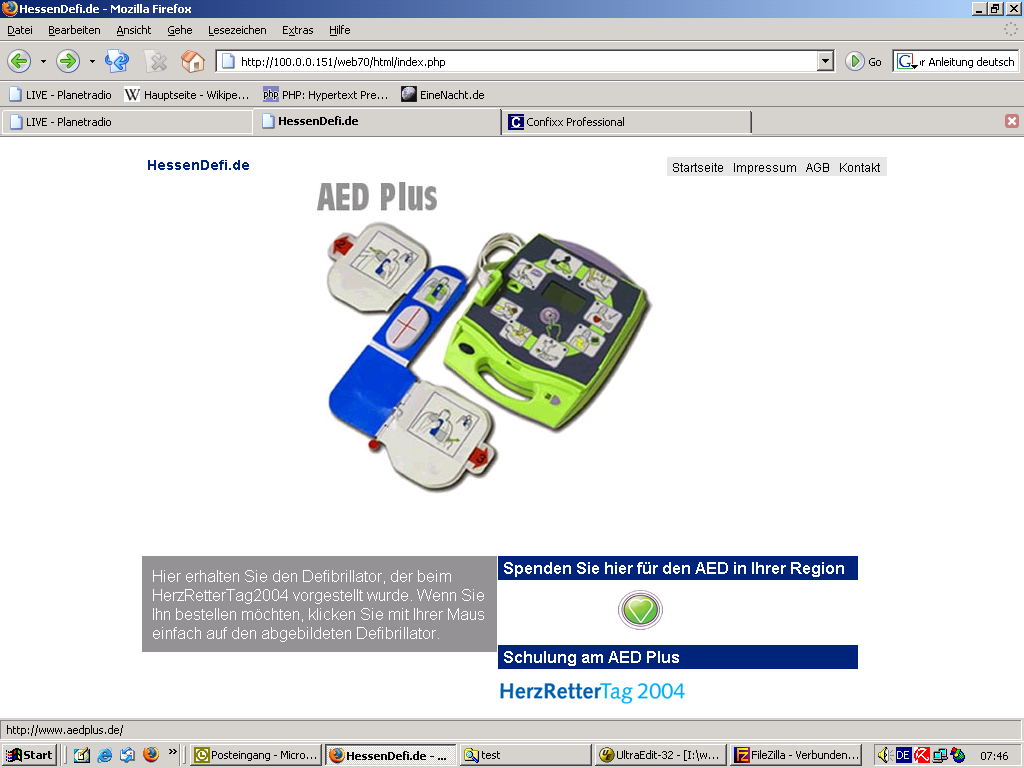 HessenDefi.de - Mozilla Firefox
Datei Bearbeiten Ansicht Gehe Lesezeichen Extras Hilfe
http://100.0.0.151/web70/html/index.php Go G r Anleitung deutsch
LIVE - Planetradio W Hauptseite - Wikipe... php PHP: Hypertext Pre... EineNacht.de
LIVE - Planetradio HessenDefi.de C Confixx Professional
HessenDefi.de
Startseite Impressum AGB Kontakt
AED Plus
2
3
Hier erhalten Sie den Defibrillator, der beim
HerzRetterTag2004 vorgestellt wurde. Wenn Sie
Ihn bestellen möchten, klicken Sie mit Ihrer Maus
einfach auf den abgebildeten Defibrillator.
Spenden Sie hier für den AED in Ihrer Region
Schulung am AED Plus
HerzRetterTag 2004
http://www.aedplus.de/
Start » Posteingang - Micro... HessenDefi.de - ... test UltraEdit-32 - [I:\w... FileZilla - Verbunden... DE 07:46